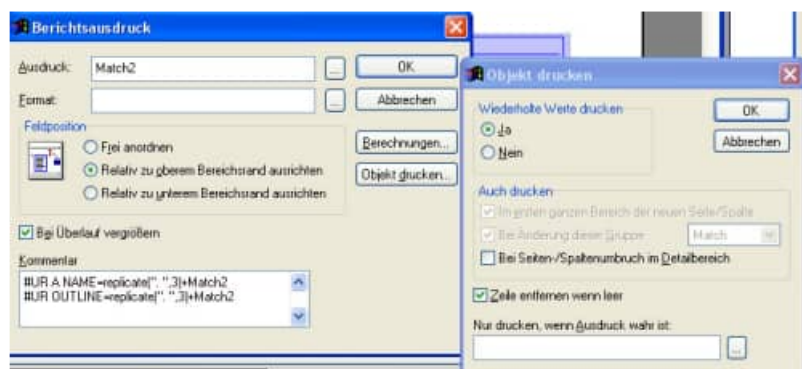 Berichtsausdruck
Ausdruck:
Match2
...
OK
Format:
...
Abbrechen
Feldposition
Frei anordnen
Relativ zu oberem Bereichsrand ausrichten
Relativ zu unterem Bereichsrand ausrichten
Berechnungen...
Objekt drucken...
Bei Überlauf vergrößern
Kommentar
#UR A NAME=replicate(". ",3)+Match2
#UR OUTLINE=replicate(". ",3)+Match2
Objekt drucken
Wiederholte Werte drucken
Ja
Nein
OK
Abbrechen
Auch drucken
Im ersten ganzen Bereich der neuen Seite/Spalte
Bei Änderung dieser Gruppe
Match
Bei Seiten-/Spaltenumbruch im Detailbereich
Zeile entfernen wenn leer
Nur drucken, wenn Ausdruck wahr ist:
...